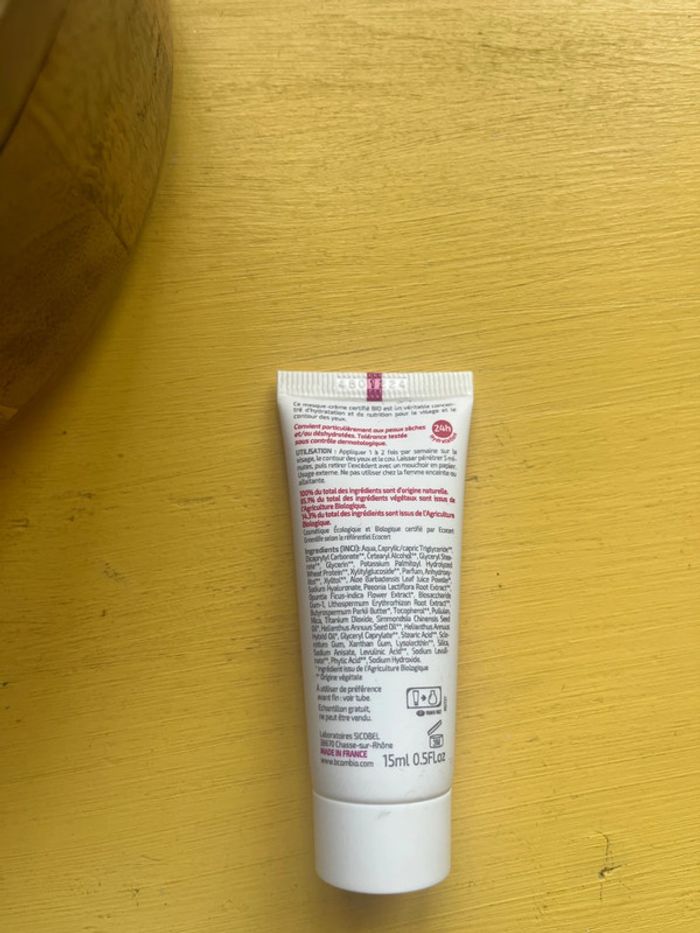 Ce masque-crème certifié BIO est un véritable concen-
tré d'hydratation et de nutrition pour le visage et le
contour des yeux.
Convient particulièrement aux peaux sèches
et/ou déshydratées. Tolérance testée
sous contrôle dermatologique.
24h
HYDRATATION
UTILISATION : Appliquer 1 à 2 fois par semaine sur le
visage, le contour des yeux et le cou. Laisser pénétrer 5 mi-
nutes, puis retirer l'excédent avec un mouchoir en papier.
Usage externe. Ne pas utiliser chez la femme enceinte ou
allaitante.
100% du total des ingrédients sont d'origine naturelle.
du total des ingrédients végétaux sont issus de
l'Agriculture Biologique.
du total des ingrédients sont issus de l'Agriculture
Biologique.
Cosmétique Écologique et Biologique certifié par Ecocert
Greenlife selon le référentiel Ecocert
Ingredients (INCI): Aqua, Caprylic/capric Triglyceride**,
Dicaprylyl Carbonate**, Cetearyl Alcohol**, Glyceryl Stea-
rate**, Glycerin**, Potassium Palmitoyl Hydrolyzed
Wheat Protein**, Xylitylglucoside**, Parfum, Anhydroxy-
litol**, Xylitol**, Aloe Barbadensis Leaf Juice Powder*,
Sodium Hyaluronate, Paeonia Lactiflora Root Extract**,
Opuntia Ficus-indica Flower Extract*, Biosaccharide
Gum-1, Lithospermum Erythrorhizon Root Extract**,
Butyrospermum Parkii Butter*, Tocopherol**, Pullulan,
Mica, Titanium Dioxide, Simmondsia Chinensis Seed
Oil*, Helianthus Annuus Seed Oil**, Helianthus Annuus
Hybrid Oil*, Glyceryl Caprylate**, Stearic Acid**, Scle-
rotium Gum, Xanthan Gum, Lysolecithin**, Silica,
Sodium Anisate, Levulinic Acid**, Sodium Levuli-
nate**, Phytic Acid**, Sodium Hydroxide.
* Ingrédient issu de l'Agriculture Biologique
** Origine végétale
À utiliser de préférence
avant fin : voir tube.
Échantillon gratuit,
ne peut être vendu.
Laboratoires SICOBEL
38670 Chasse-sur-Rhône
MADE IN FRANCE
www.bcombio.com
15ml 0.5Fl.oz